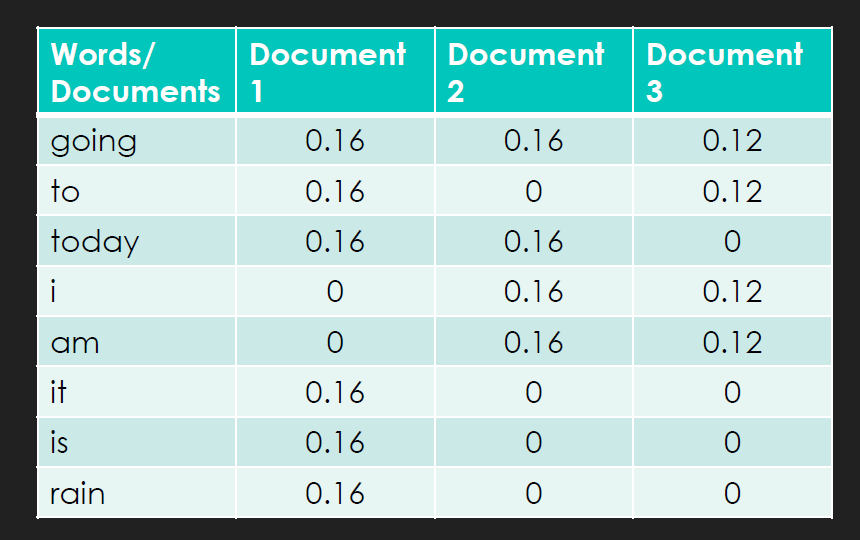 Words/ Document Document Document
Documents 1 2 3
going 0.16 0.16 0.12
to 0.16 0 0.12
today 0.16 0.16 0
i 0 0.16 0.12
am 0 0.16 0.12
it 0.16 0 0
is 0.16 0 0
rain 0.16 0 0